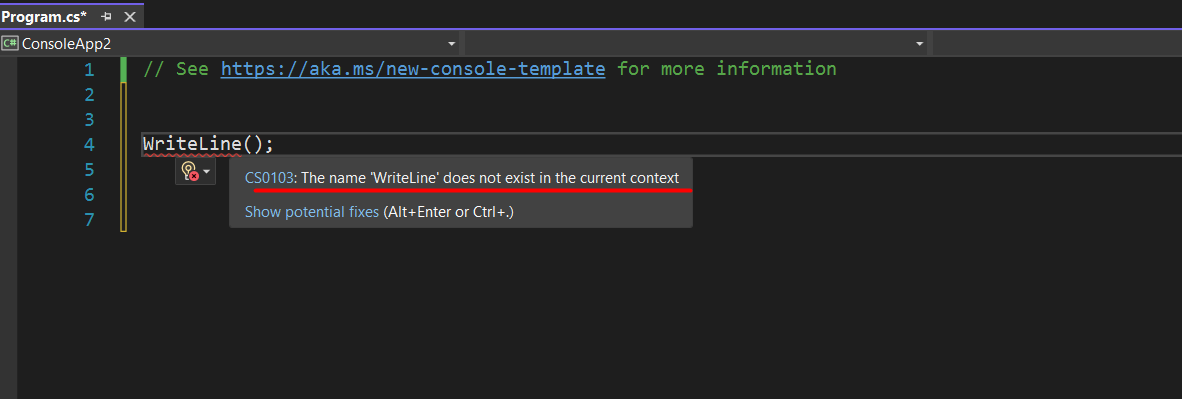 Program.cs*
C# ConsoleApp2
1 // See https://aka.ms/new-console-template for more information
2
3
4 WriteLine();
5
6
7
CS0103: The name 'WriteLine' does not exist in the current context
Show potential fixes (Alt+Enter or Ctrl+.)